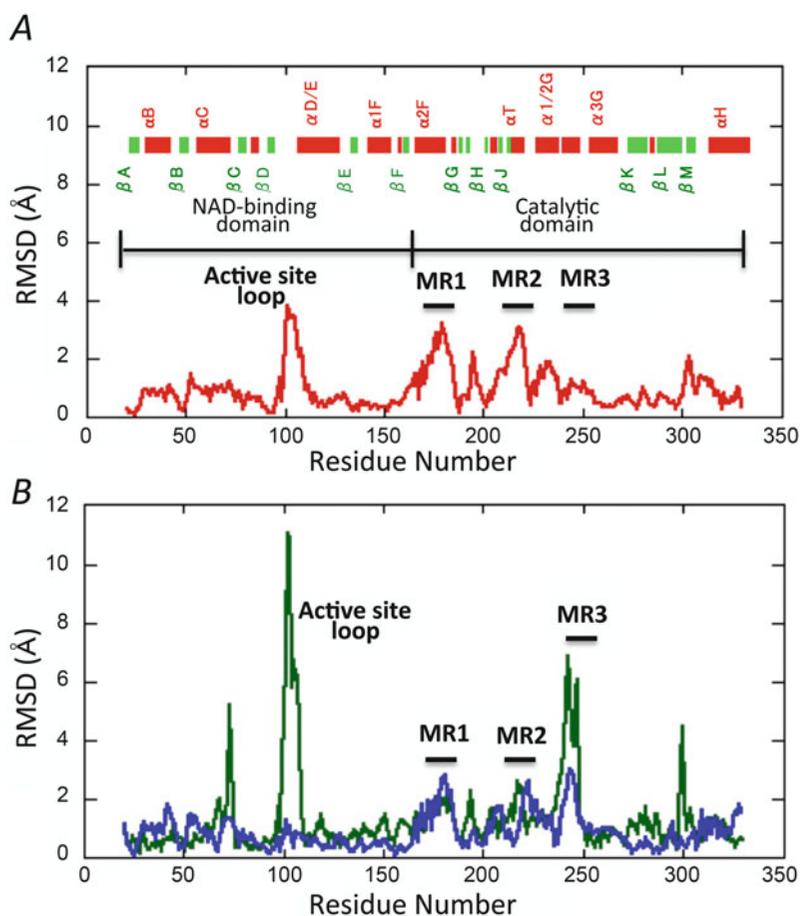 A
12
10
8
6
4
2
0
RMSD (Å)
αB
αC
αD/E
α1F
α2F
αT
α1/2G
α3G
αH
βA
βB
βC
βD
βE
βF
βG
βH
βJ
βK
βL
βM
NAD-binding
domain
Catalytic
domain
Active site
loop
MR1
MR2
MR3
0 50 100 150 200 250 300 350
Residue Number
B
12
10
8
6
4
2
0
RMSD (Å)
Active site
loop
MR1
MR2
MR3
0 50 100 150 200 250 300 350
Residue Number